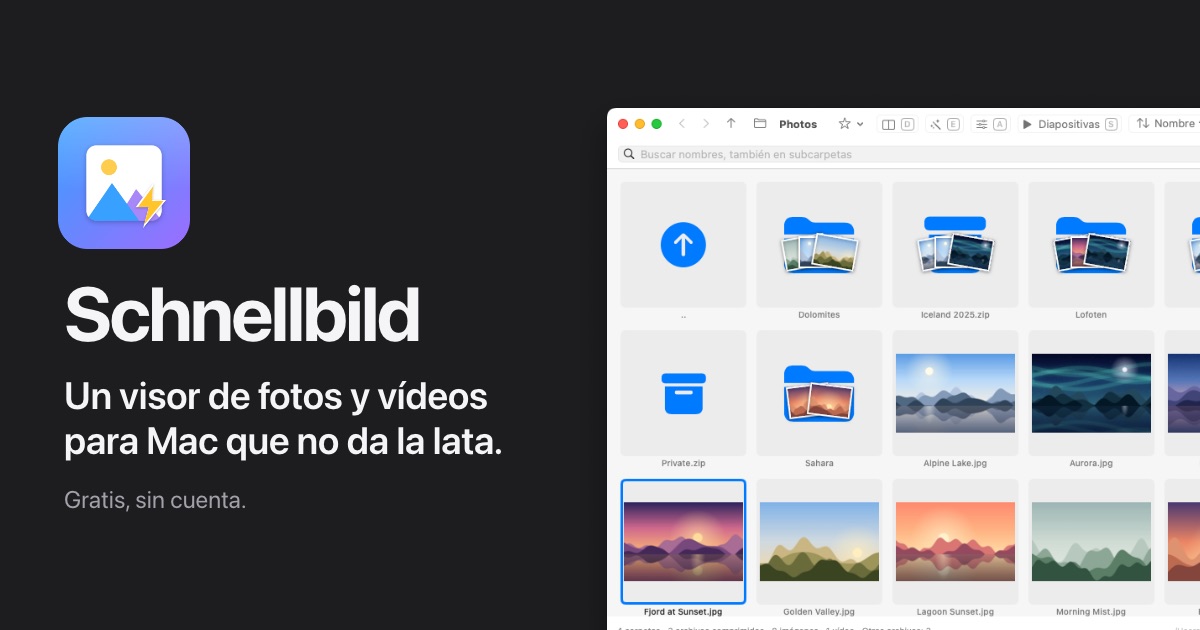 Schnellbild
Un visor de fotos y vídeos
para Mac que no da la lata.
Gratis, sin cuenta.
Photos
D
E
A
Diapositivas S
Nombre
Buscar nombres, también en subcarpetas
..
Dolomites
Iceland 2025.zip
Lofoten
Private.zip
Sahara
Alpine Lake.jpg
Aurora.jpg
Fjord at Sunset.jpg
Golden Valley.jpg
Lagoon Sunset.jpg
Morning Mist.jpg